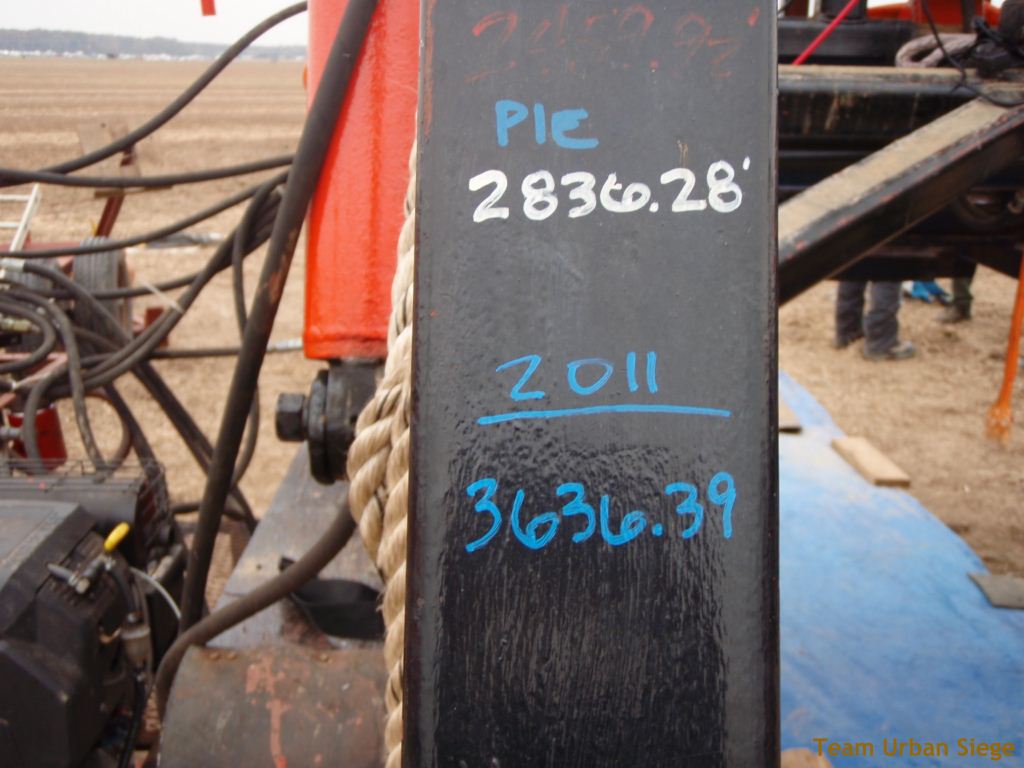 PIE
2836.28'
2011
3636.39
Team Urban Siege